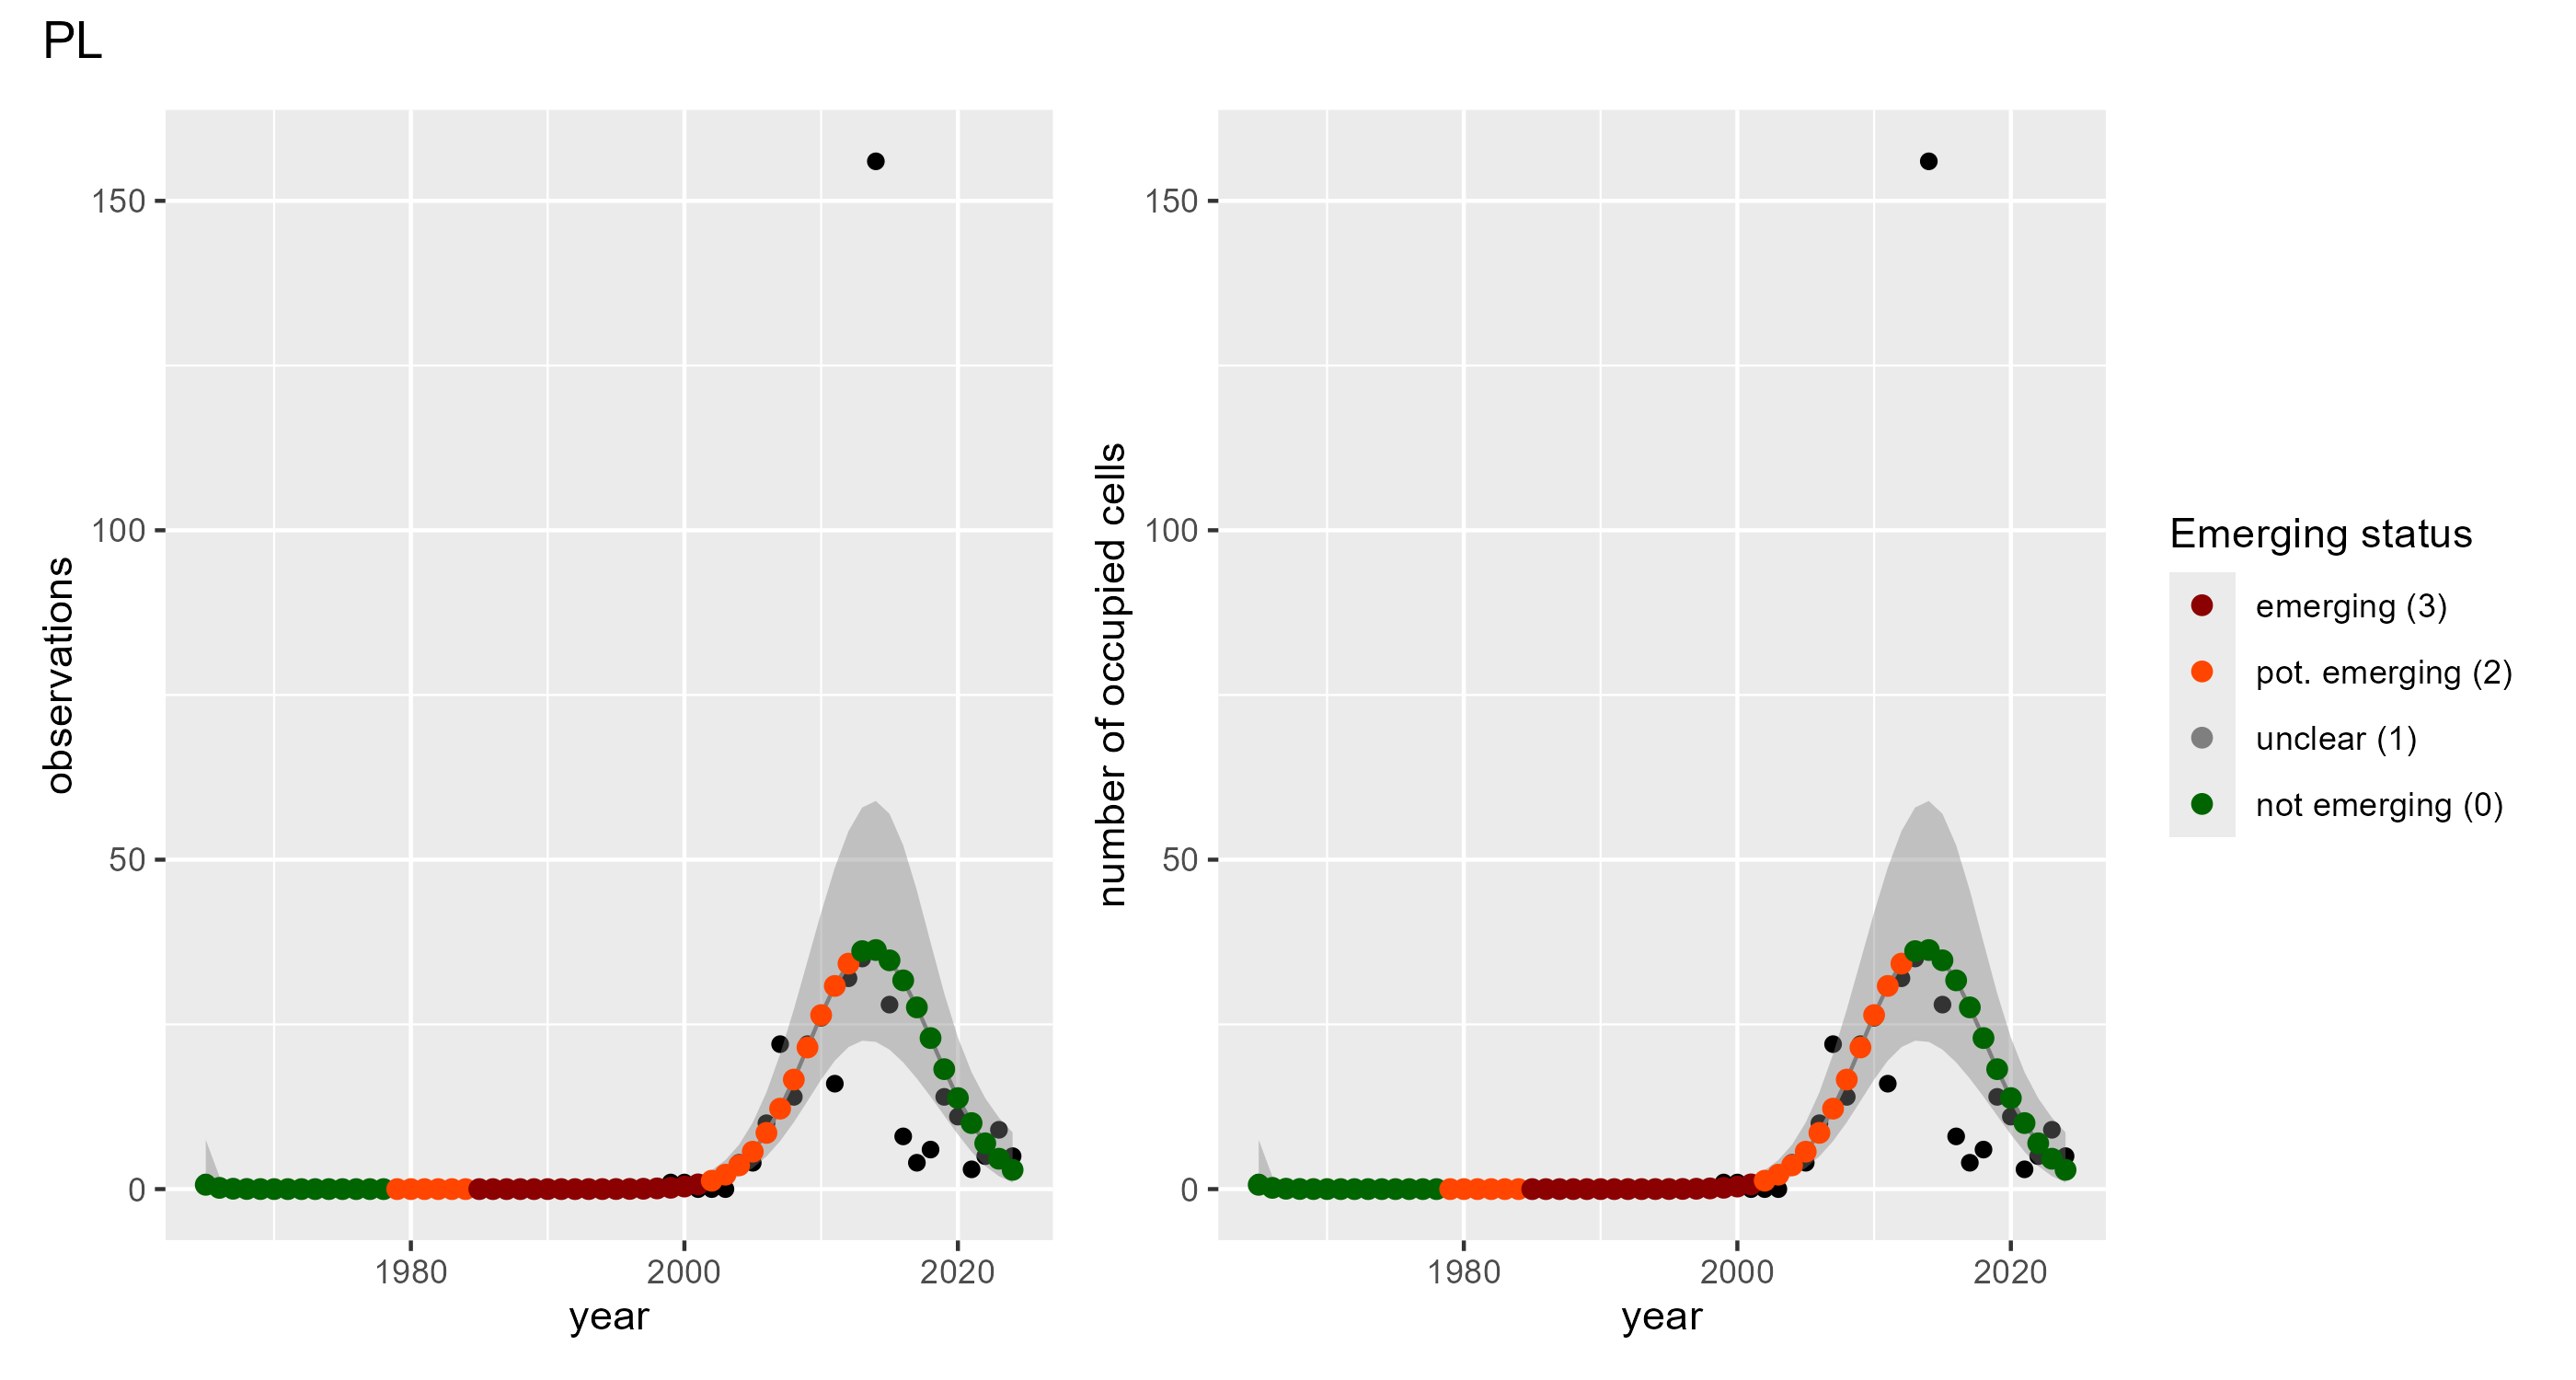 PL
observations
150
100
50
0
1980 2000 2020
year
number of occupied cells
150
100
50
0
1980 2000 2020
year
Emerging status
emerging (3)
pot. emerging (2)
unclear (1)
not emerging (0)